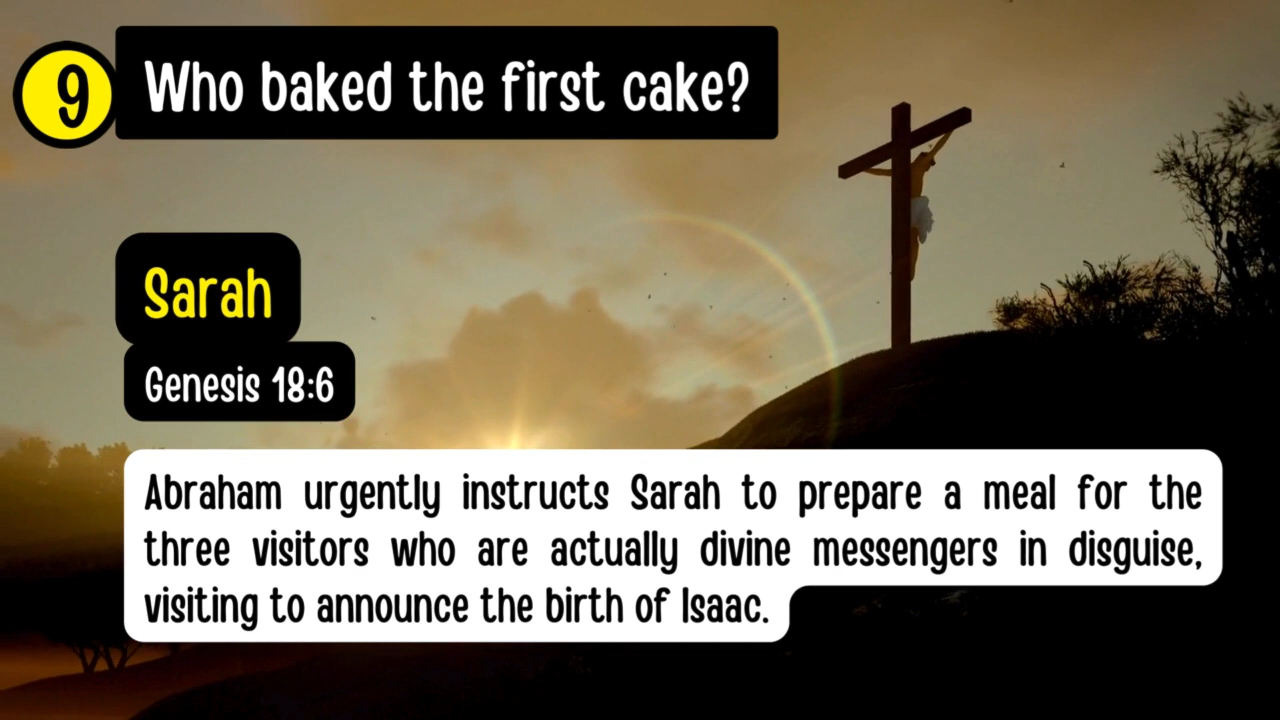 9 Who baked the first cake?
Sarah
Genesis 18:6
Abraham urgently instructs Sarah to prepare a meal for the
three visitors who are actually divine messengers in disguise,
visiting to announce the birth of Isaac.